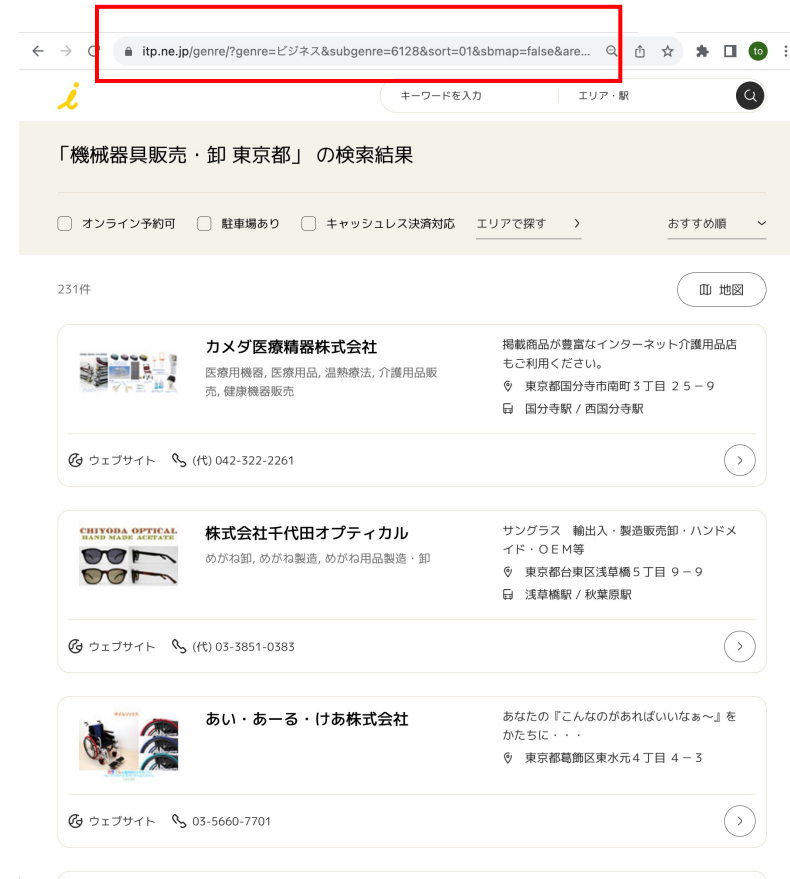 itp.ne.jp/genre/?genre=ビジネス&subgenre=6128&sort=01&sbmap=false&are...
to
i
キーワードを入力
エリア・駅
「機械器具販売・卸 東京都」 の検索結果
オンライン予約可
駐車場あり
キャッシュレス決済対応
エリアで探す
おすすめ順
231件
地図
カメダ医療精器株式会社
医療用機器, 医療用品, 温熱療法, 介護用品販
売, 健康機器販売
掲載商品が豊富なインターネット介護用品店
もご利用ください。
東京都国分寺市南町３丁目 ２５－９
国分寺駅 / 西国分寺駅
ウェブサイト
(代) 042-322-2261
CHIYODA OPTICAL
HAND MADE ACETATE
株式会社千代田オプティカル
めがね卸, めがね製造, めがね用品製造・卸
サングラス　輸出入・製造販売卸・ハンドメ
イド・ＯＥＭ等
東京都台東区浅草橋５丁目 ９－９
浅草橋駅 / 秋葉原駅
ウェブサイト
(代) 03-3851-0383
あい・あーる・けあ株式会社
あなたの『こんなのがあればいいなぁ～』を
かたちに・・・
東京都葛飾区東水元４丁目 ４－３
ウェブサイト
03-5660-7701